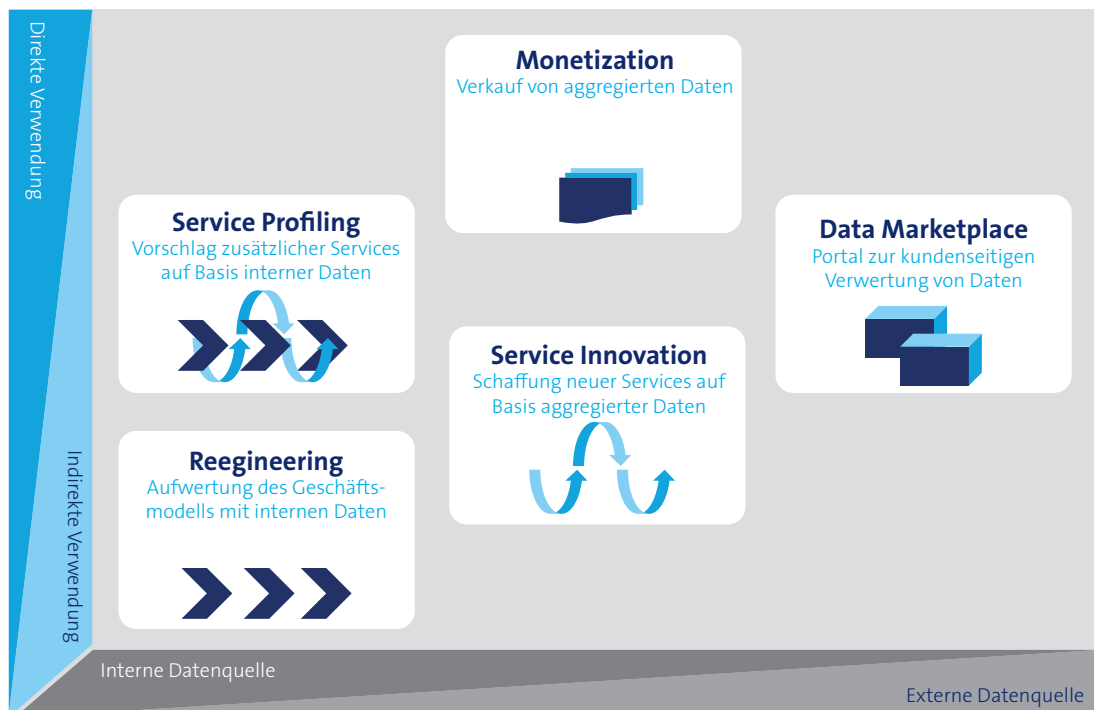 Direkte Verwendung
Indirekte Verwendung
Monetization
Verkauf von aggregierten Daten
Service Profiling
Vorschlag zusätzlicher Services
auf Basis interner Daten
Data Marketplace
Portal zur kundenseitigen
Verwertung von Daten
Service Innovation
Schaffung neuer Services auf
Basis aggregierter Daten
Reegineering
Aufwertung des Geschäfts-
modells mit internen Daten
Interne Datenquelle
Externe Datenquelle